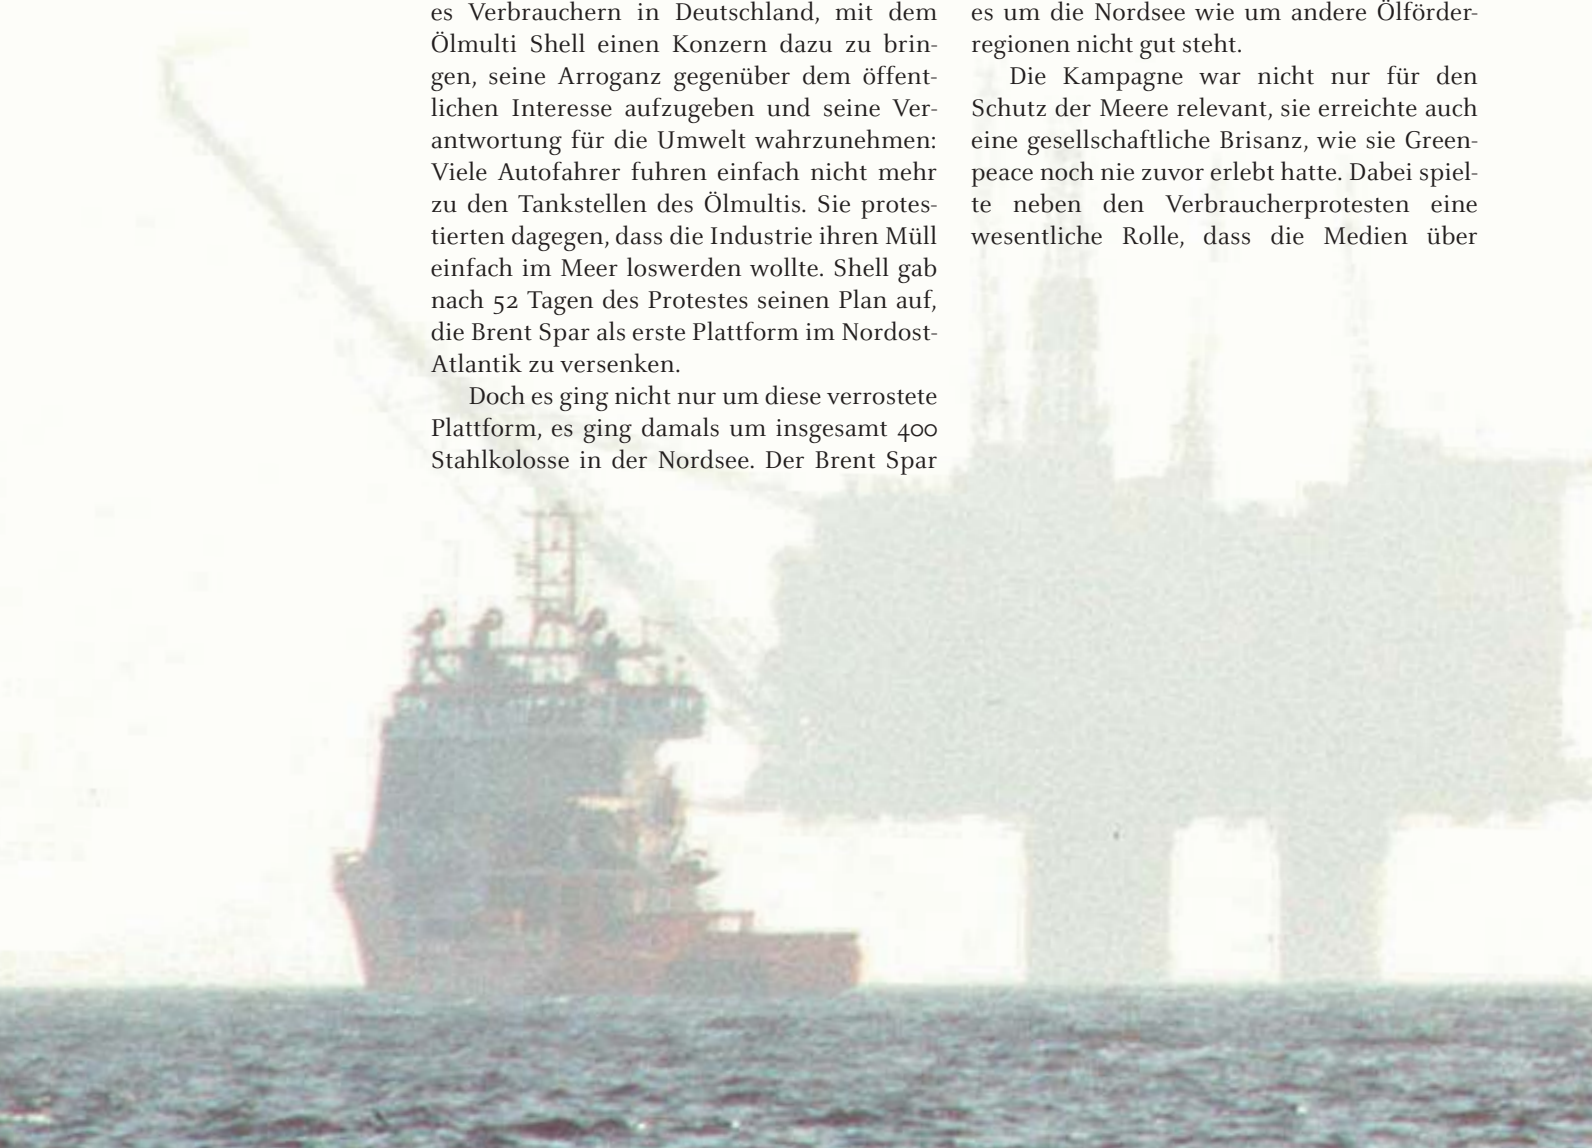 es Verbrauchern in Deutschland, mit dem
Ölmulti Shell einen Konzern dazu zu brin-
gen, seine Arroganz gegenüber dem öffent-
lichen Interesse aufzugeben und seine Ver-
antwortung für die Umwelt wahrzunehmen:
Viele Autofahrer fuhren einfach nicht mehr
zu den Tankstellen des Ölmultis. Sie protes-
tierten dagegen, dass die Industrie ihren Müll
einfach im Meer loswerden wollte. Shell gab
nach 52 Tagen des Protestes seinen Plan auf,
die Brent Spar als erste Plattform im Nordost-
Atlantik zu versenken.
Doch es ging nicht nur um diese verrostete
Plattform, es ging damals um insgesamt 400
Stahlkolosse in der Nordsee. Der Brent Spar
es um die Nordsee wie um andere Ölförder-
regionen nicht gut steht.
Die Kampagne war nicht nur für den
Schutz der Meere relevant, sie erreichte auch
eine gesellschaftliche Brisanz, wie sie Green-
peace noch nie zuvor erlebt hatte. Dabei spiel-
te neben den Verbraucherprotesten eine
wesentliche Rolle, dass die Medien über